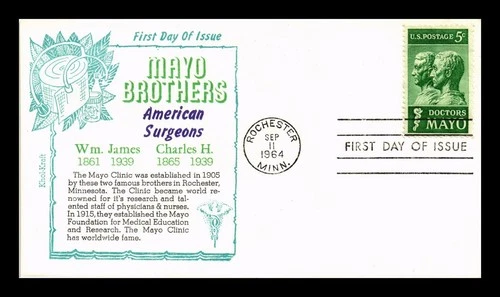 First Day Of Issue
MAYO
BROTHERS
American
Surgeons
Wm. James Charles H.
1861 1939 1865 1939
The Mayo Clinic was established in 1905
by these two famous brothers in Rochester,
Minnesota. The Clinic became world re-
nowned for it's research and tal-
ented staff of physicians & nurses.
In 1915, they established the Mayo
Foundation for Medical Education
and Research. The Mayo Clinic
has worldwide fame.
Kolor Kover
ROCHESTER
SEP
11
1964
MINN.
U.S. POSTAGE 5¢
DOCTORS
MAYO
FIRST DAY OF ISSUE